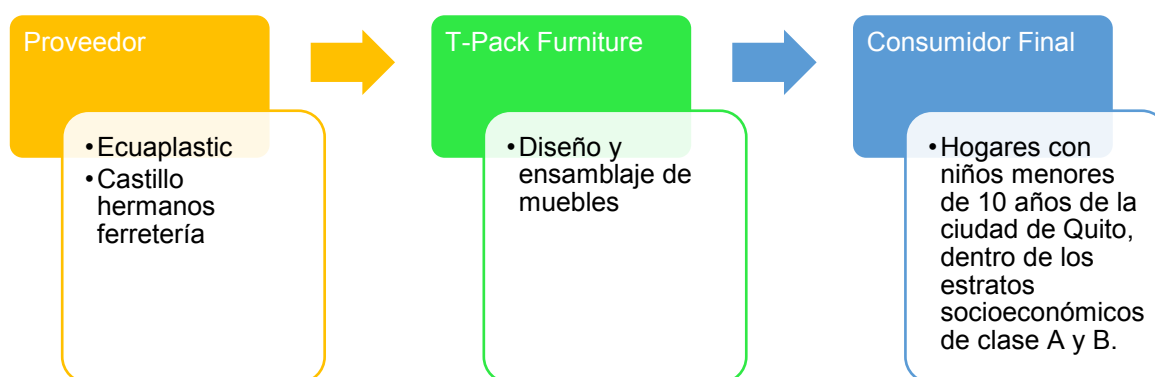 Proveedor
•Ecuaplastic
•Castillo
hermanos
ferretería
T-Pack Furniture
•Diseño y
ensamblaje de
muebles
Consumidor Final
•Hogares con
niños menores
de 10 años de la
ciudad de Quito,
dentro de los
estratos
socioeconómicos
de clase A y B.